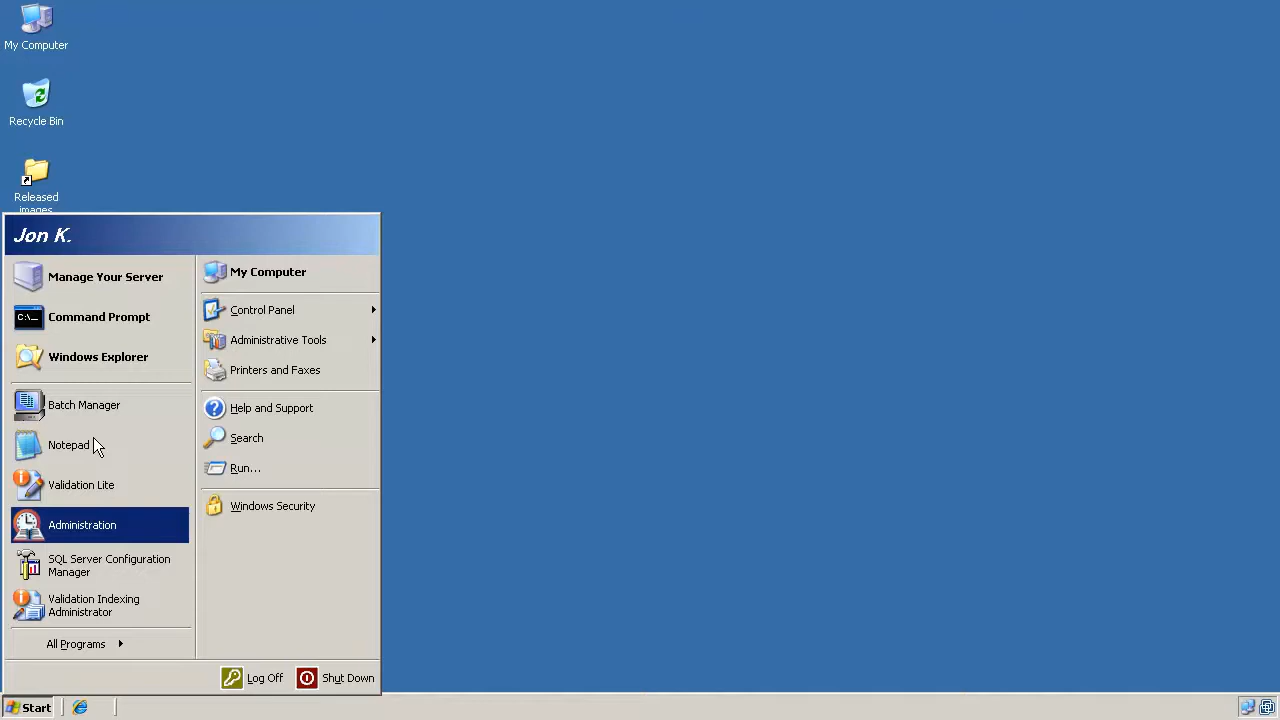 My Computer
Recycle Bin
Released
images
Jon K.
Manage Your Server
Command Prompt
Windows Explorer
Batch Manager
Notepad
Validation Lite
Administration
SQL Server Configuration
Manager
Validation Indexing
Administrator
All Programs
My Computer
Control Panel
Administrative Tools
Printers and Faxes
Help and Support
Search
Run...
Windows Security
Log Off
Shut Down
Start